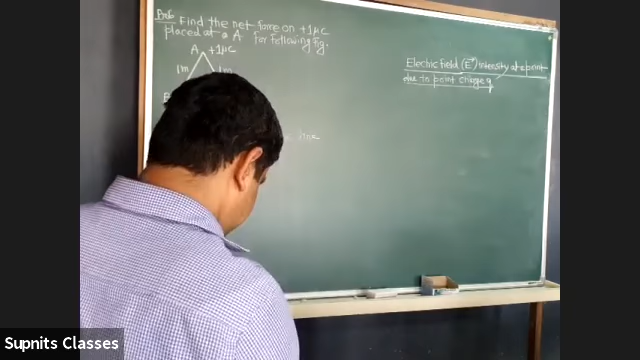 Prob Find the net force on +1μC
placed at a A for following fig.
A +1μC
1m 1m
Electric field (E) intensity at a point
due to point charge q
Supnits Classes